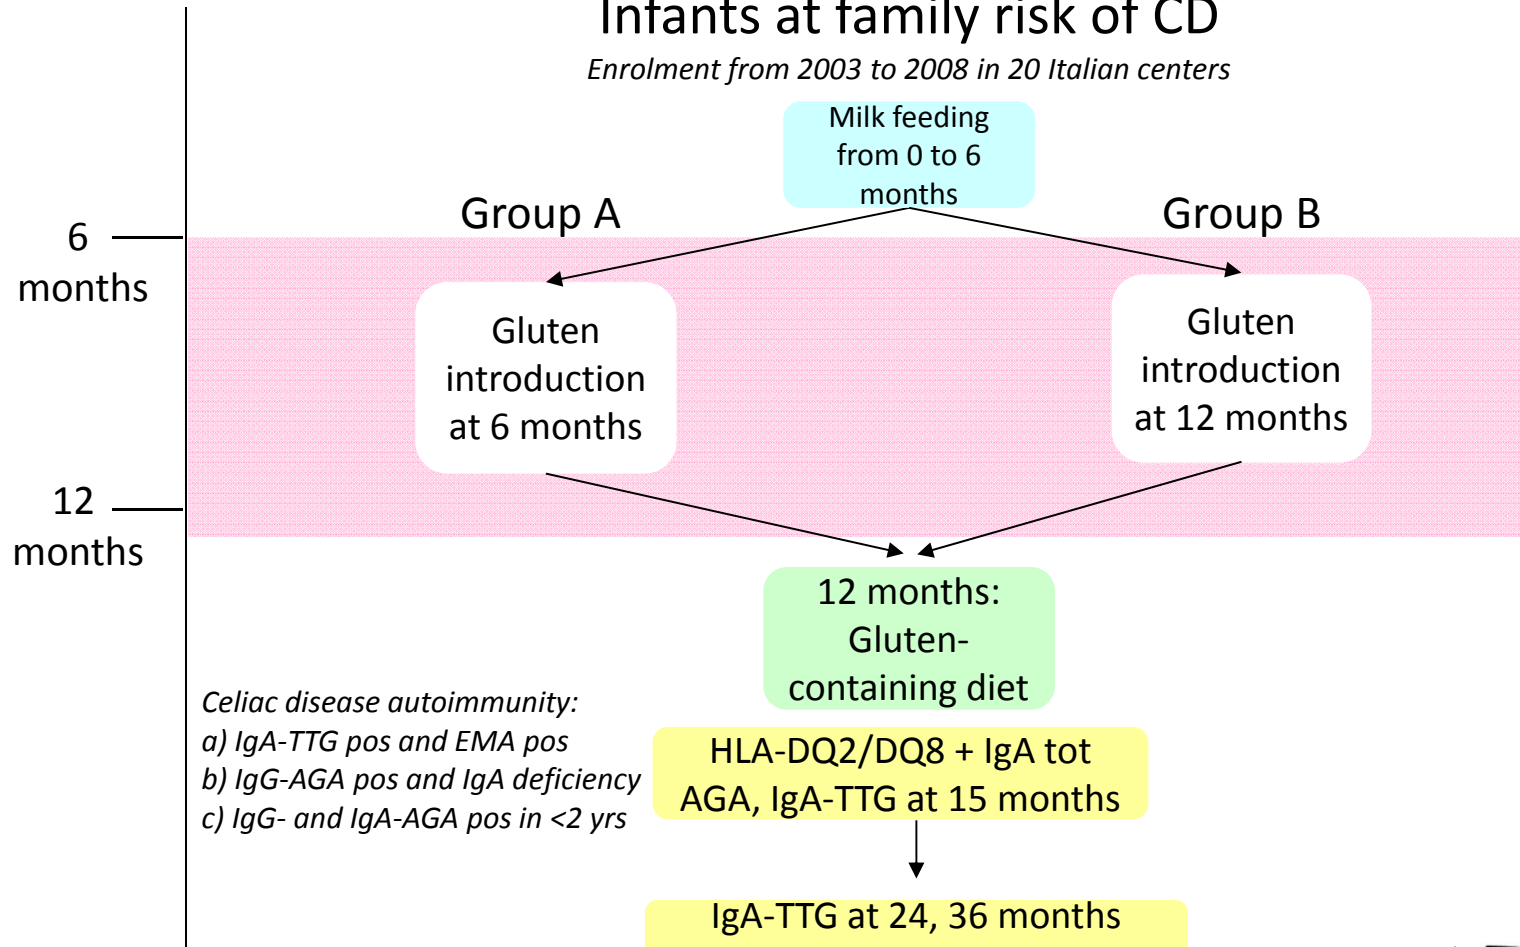 Infants at family risk of CD
Enrolment from 2003 to 2008 in 20 Italian centers
Milk feeding
from 0 to 6
months
Group A
Group B
6
months
Gluten
introduction
at 6 months
Gluten
introduction
at 12 months
12
months
12 months:
Gluten-
containing diet
Celiac disease autoimmunity:
a) IgA-TTG pos and EMA pos
b) IgG-AGA pos and IgA deficiency
c) IgG- and IgA-AGA pos in <2 yrs
HLA-DQ2/DQ8 + IgA tot
AGA, IgA-TTG at 15 months
IgA-TTG at 24, 36 months